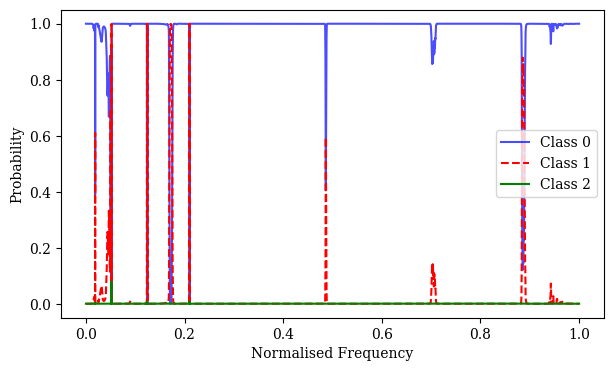 1.0
0.8
0.6
0.4
0.2
0.0
Probability
Class 0
Class 1
Class 2
0.0 0.2 0.4 0.6 0.8 1.0
Normalised Frequency